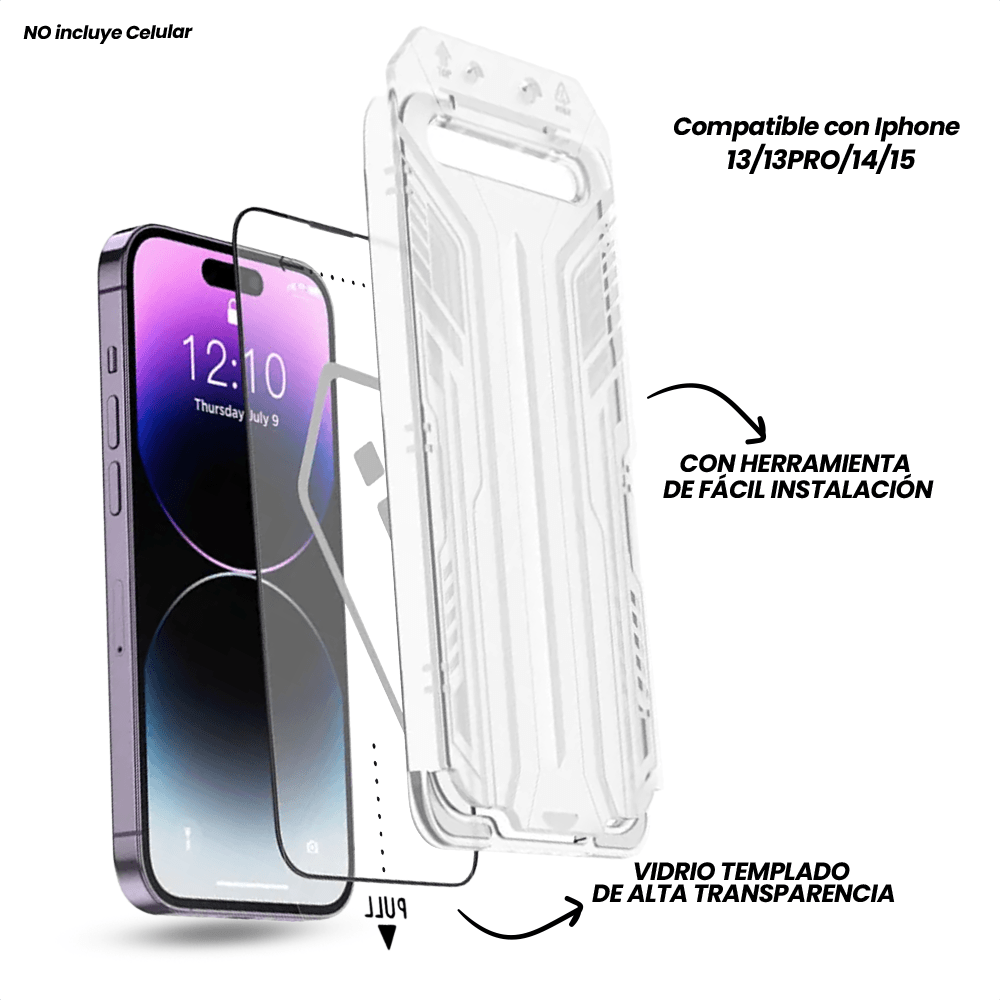 NO incluye Celular
Compatible con Iphone
13/13PRO/14/15
12:10
Thursday July 9
CON HERRAMIENTA
DE FÁCIL INSTALACIÓN
VIDRIO TEMPLADO
DE ALTA TRANSPARENCIA
PULL